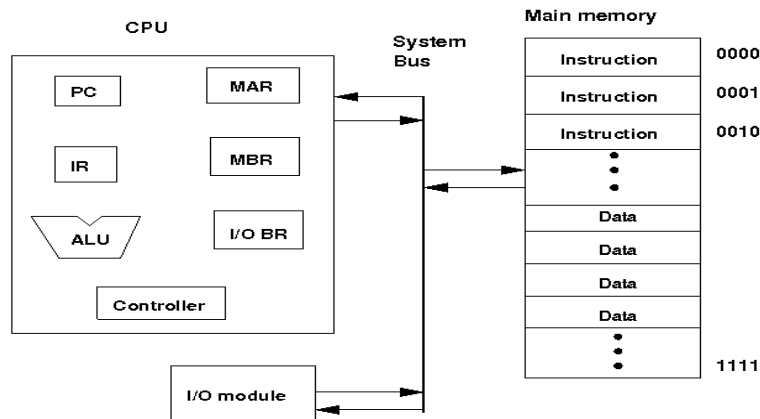 CPU
PC
MAR
IR
MBR
ALU
I/O BR
Controller
System
Bus
Main memory
Instruction 0000
Instruction 0001
Instruction 0010
Data
Data
Data
Data
1111
I/O module